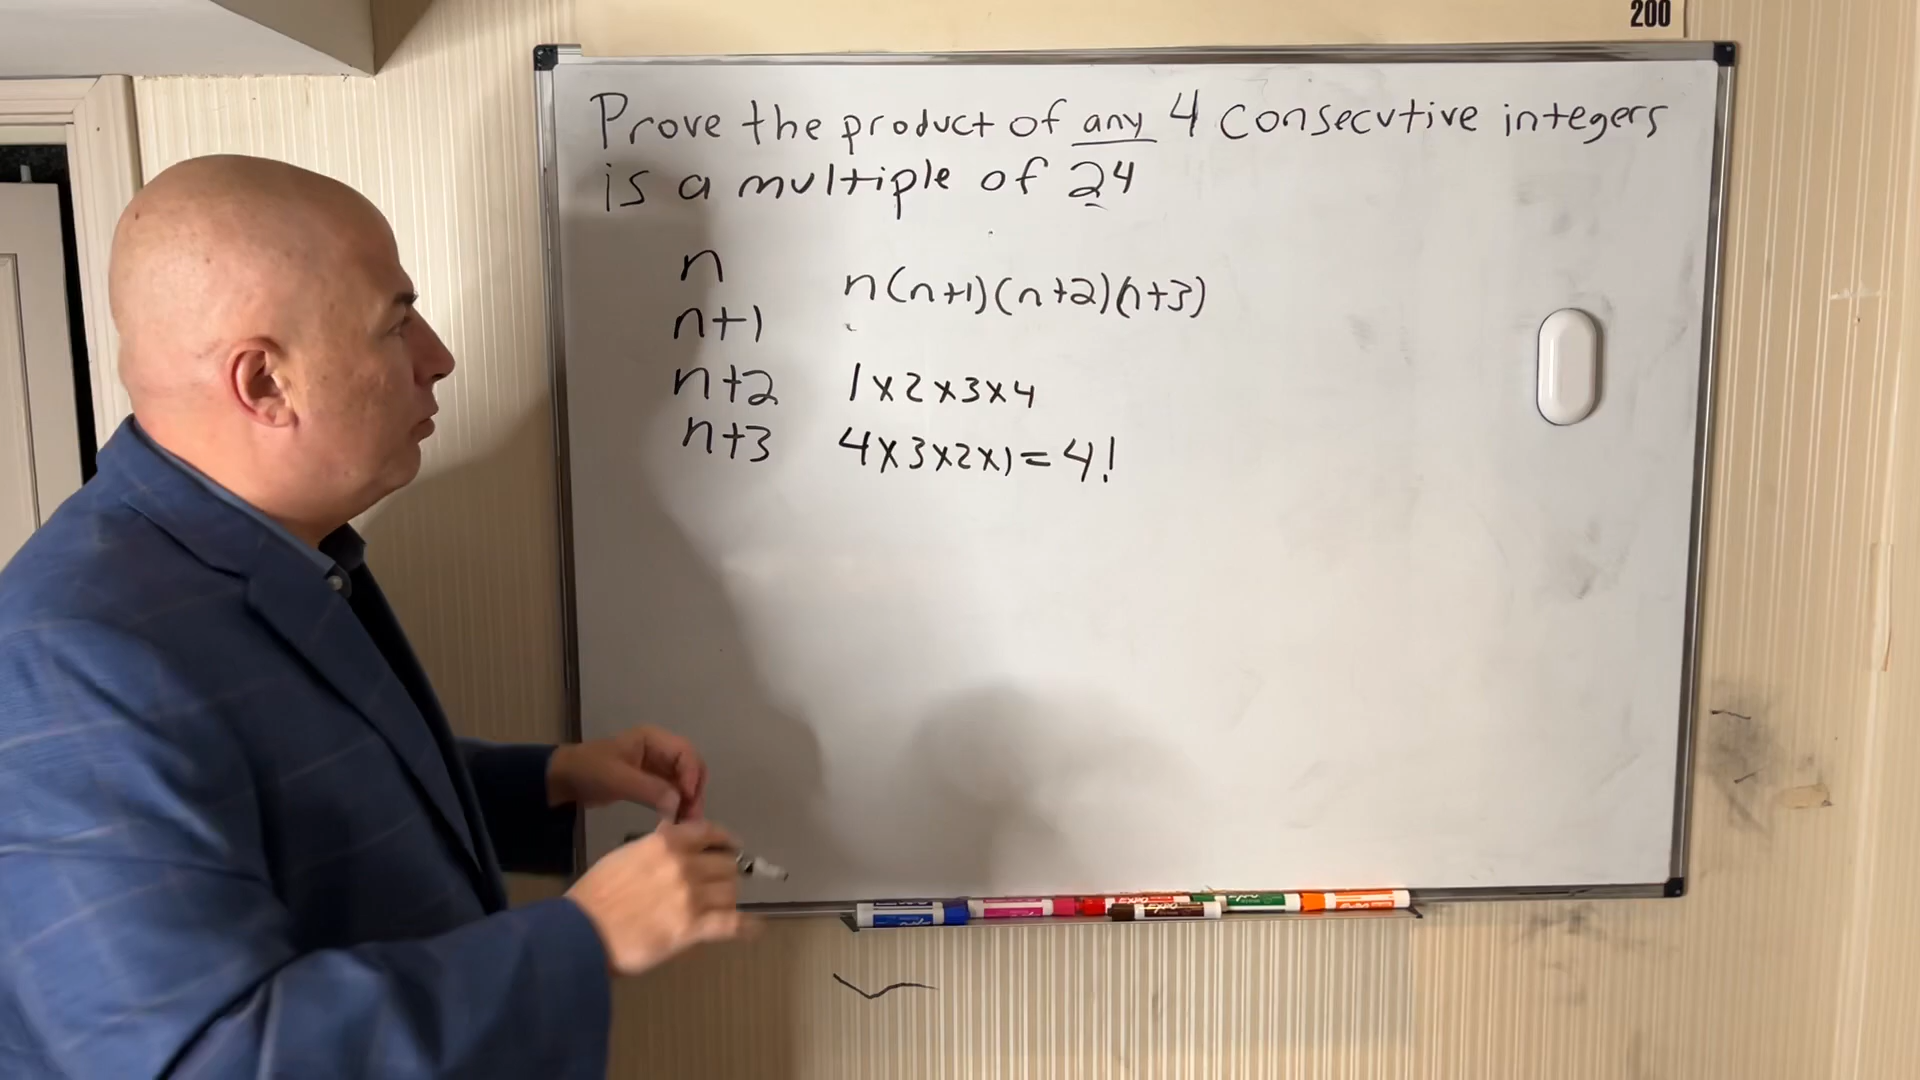 200
Prove the product of any 4 consecutive integers
is a multiple of 24
n
n+1
n+2
n+3
n(n+1)(n+2)(n+3)
1x2x3x4
4x3x2x1=4!